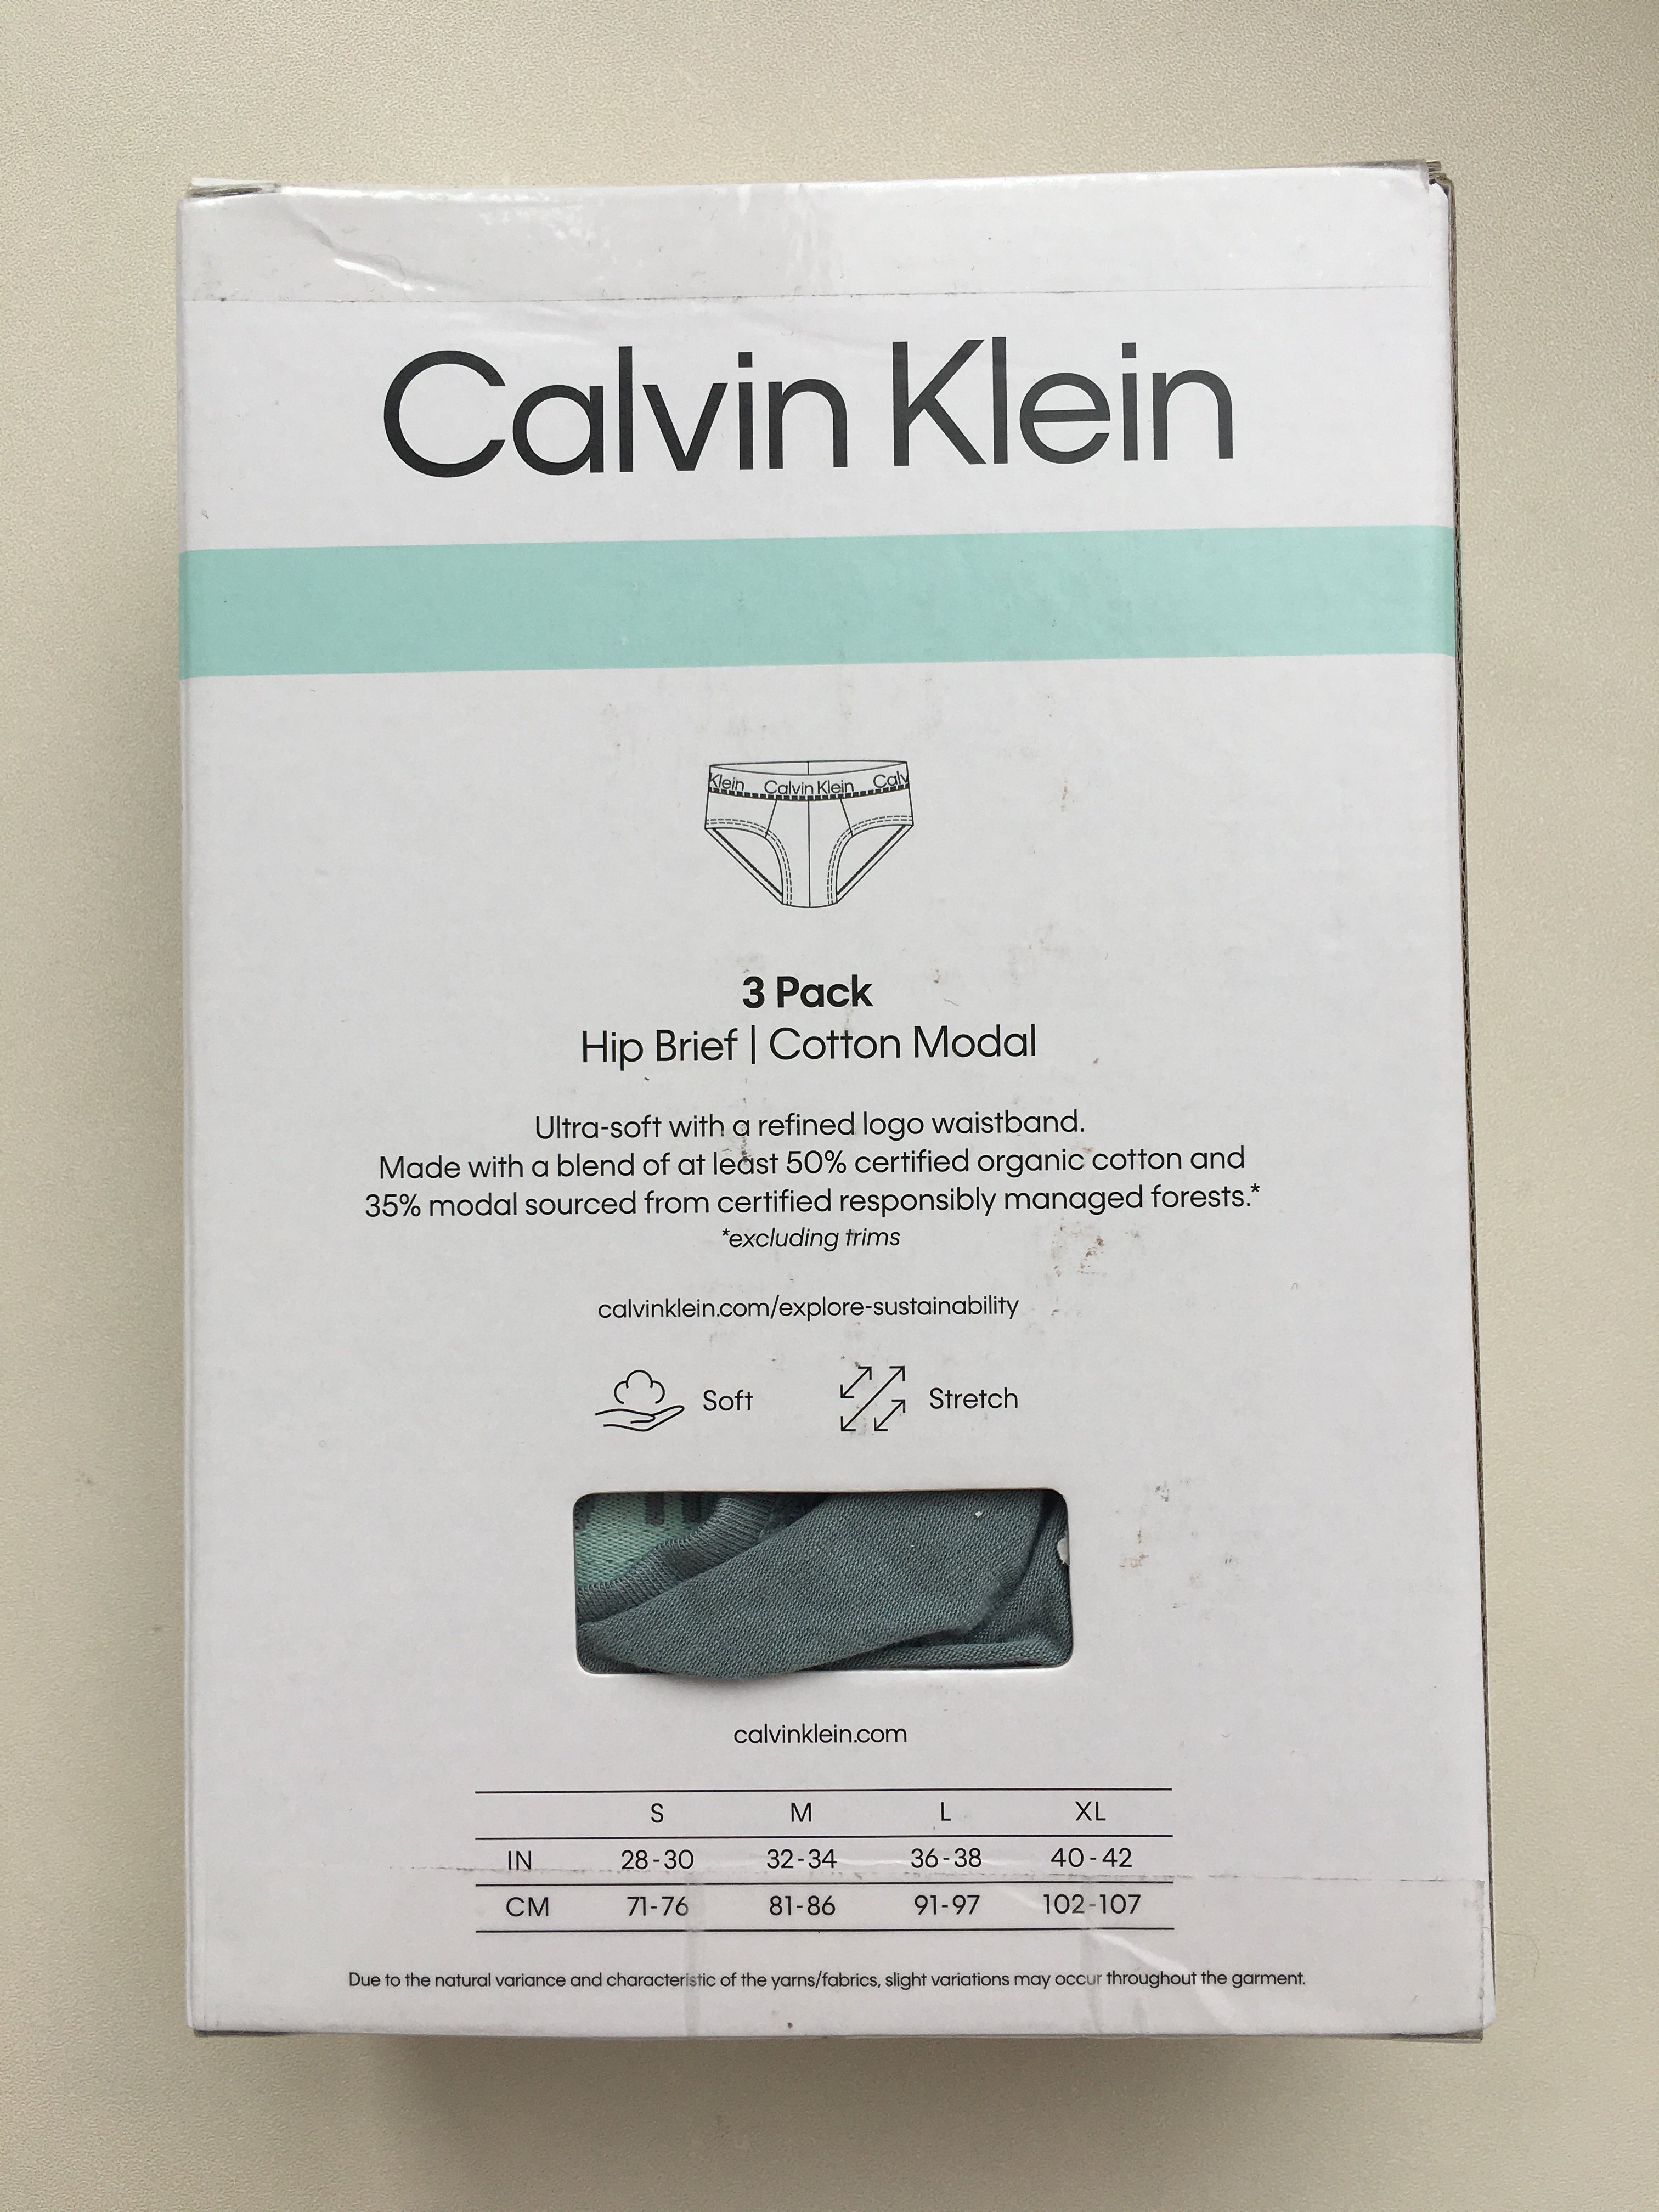 Calvin Klein
Klein Calvin Klein Calv
3 Pack
Hip Brief | Cotton Modal
Ultra-soft with a refined logo waistband.
Made with a blend of at least 50% certified organic cotton and
35% modal sourced from certified responsibly managed forests.*
*excluding trims
calvinklein.com/explore-sustainability
Soft Stretch
calvinklein.com
S M L XL
IN 28-30 32-34 36-38 40-42
CM 71-76 81-86 91-97 102-107
Due to the natural variance and characteristic of the yarns/fabrics, slight variations may occur throughout the garment.